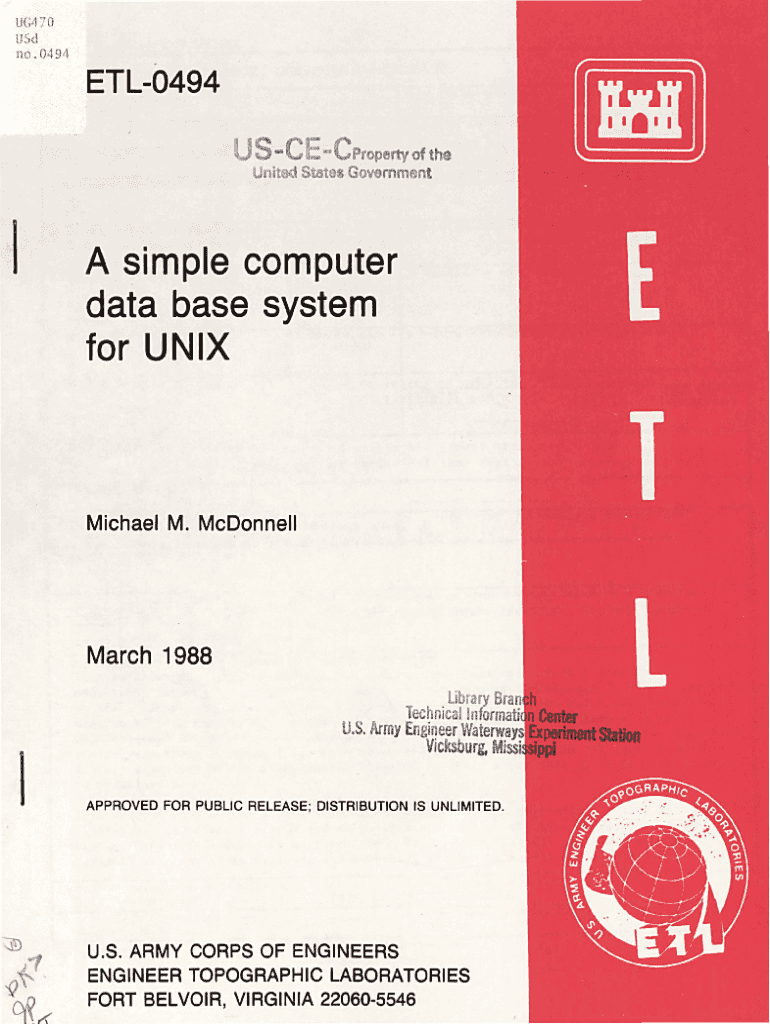 UG470
U5d
no.0494
ETL-0494
US-CE-C Property of the
United States Government
A simple computer
data base system
for UNIX
Michael M. McDonnell
March 1988
Library Branch
Technical Information Center
U.S. Army Engineer Waterways Experiment Station
Vicksburg, Mississippi
APPROVED FOR PUBLIC RELEASE; DISTRIBUTION IS UNLIMITED.
U.S. ARMY CORPS OF ENGINEERS
ENGINEER TOPOGRAPHIC LABORATORIES
FORT BELVOIR, VIRGINIA 22060-5546
E
T
L
U S ARMY ENGINEER TOPOGRAPHIC LABORATORIES
ETL